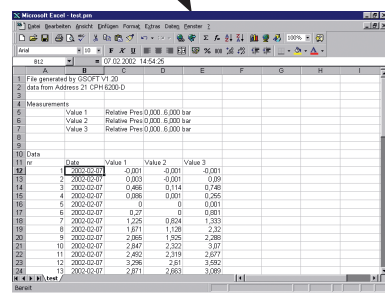 Microsoft Excel - test.prn
Datei Bearbeiten Ansicht Einfügen Format Extras Daten Fenster ?
100%
Arial 10 F K U
B12 = 07.02.2002 14:54:25
A B C D E F G H I
1 File generated by GSOFT V1.20
2 data from Address 21 CPH 6200-D
3
4 Measurements
5 Value 1 Relative Pres 0,000..6,000 bar
6 Value 2 Relative Pres 0,000..6,000 bar
7 Value 3 Relative Pres 0,000..6,000 bar
8
9
10 Data
11 nr Date Value 1 Value 2 Value 3
12 1 2002-02-07 -0,001 -0,001 -0,001
13 2 2002-02-07 0,003 -0,001 0,09
14 3 2002-02-07 0,466 0,114 0,748
15 4 2002-02-07 0,086 0,001 0,255
16 5 2002-02-07 0 0 0,001
17 6 2002-02-07 0,27 0 0,801
18 7 2002-02-07 1,225 0,824 1,333
19 8 2002-02-07 1,671 1,128 2,32
20 9 2002-02-07 2,065 1,925 2,288
21 10 2002-02-07 2,847 2,322 3,07
22 11 2002-02-07 2,492 2,319 2,677
23 12 2002-02-07 3,296 2,61 3,592
24 13 2002-02-07 2,871 2,663 3,089
test
Bereit